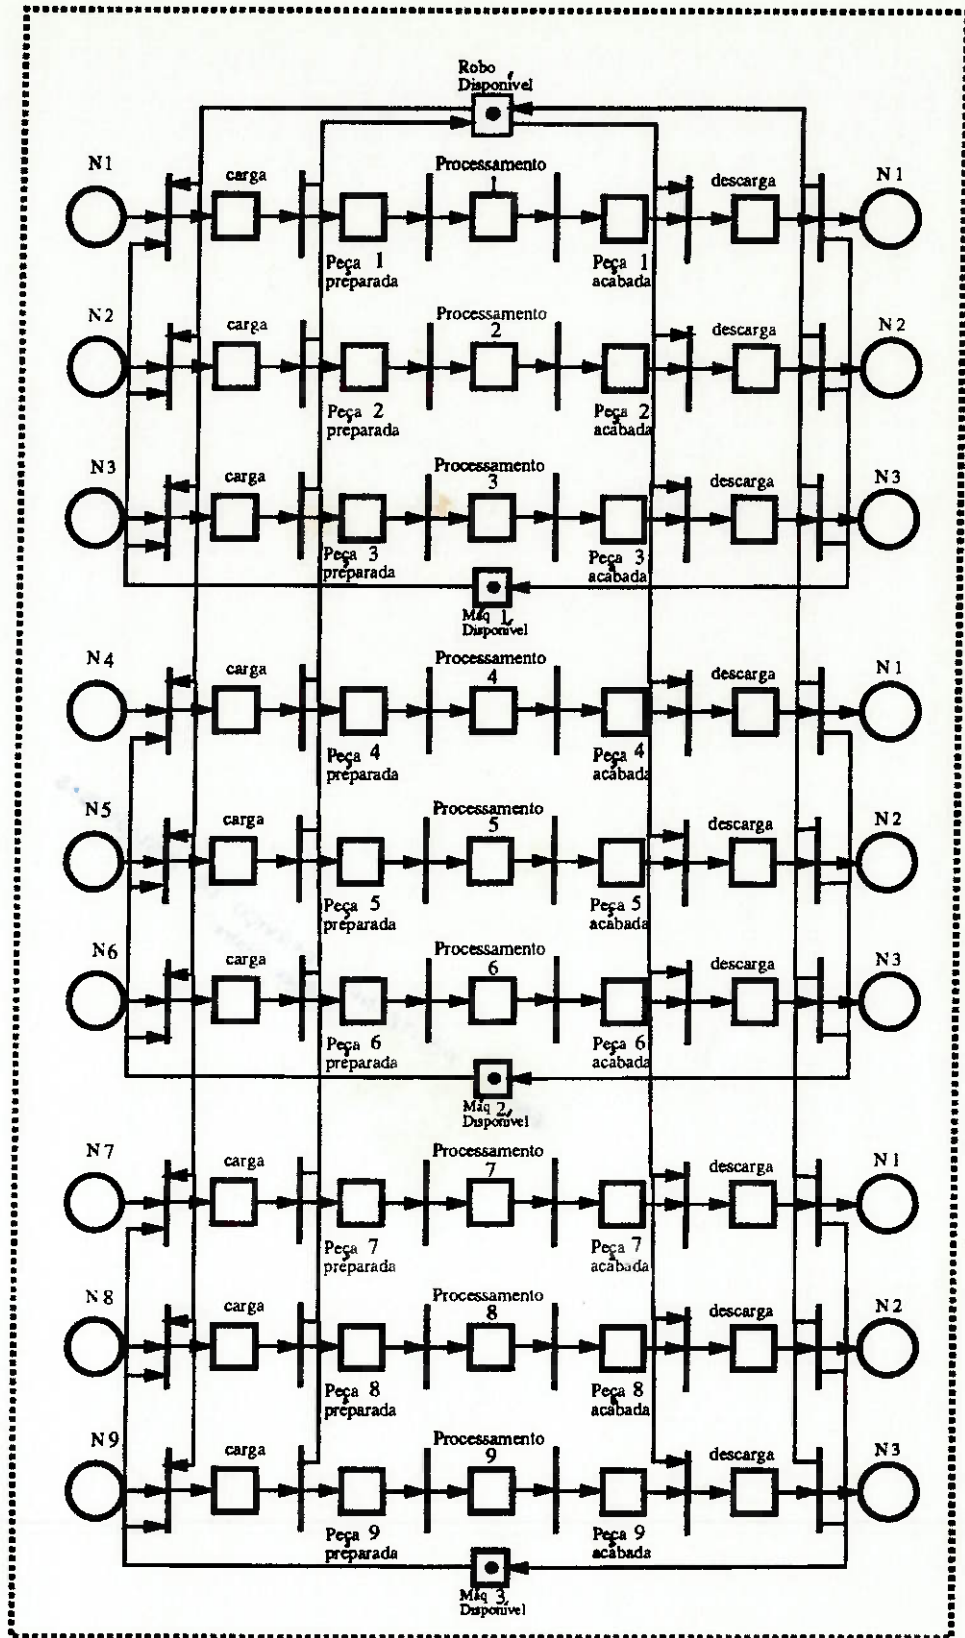 Robo
Disponível
N1
carga
Processamento
1
descarga
N1
Peça 1
preparada
Peça 1
acabada
N2
carga
Processamento
2
descarga
N2
Peça 2
preparada
Peça 2
acabada
N3
carga
Processamento
3
descarga
N3
Peça 3
preparada
Peça 3
acabada
Máq 1
Disponível
N4
carga
Processamento
4
descarga
N1
Peça 4
preparada
Peça 4
acabada
N5
carga
Processamento
5
descarga
N2
Peça 5
preparada
Peça 5
acabada
N6
carga
Processamento
6
descarga
N3
Peça 6
preparada
Peça 6
acabada
Máq 2
Disponível
N7
carga
Processamento
7
descarga
N1
Peça 7
preparada
Peça 7
acabada
N8
carga
Processamento
8
descarga
N2
Peça 8
preparada
Peça 8
acabada
N9
carga
Processamento
9
descarga
N3
Peça 9
preparada
Peça 9
acabada
Máq 3
Disponível